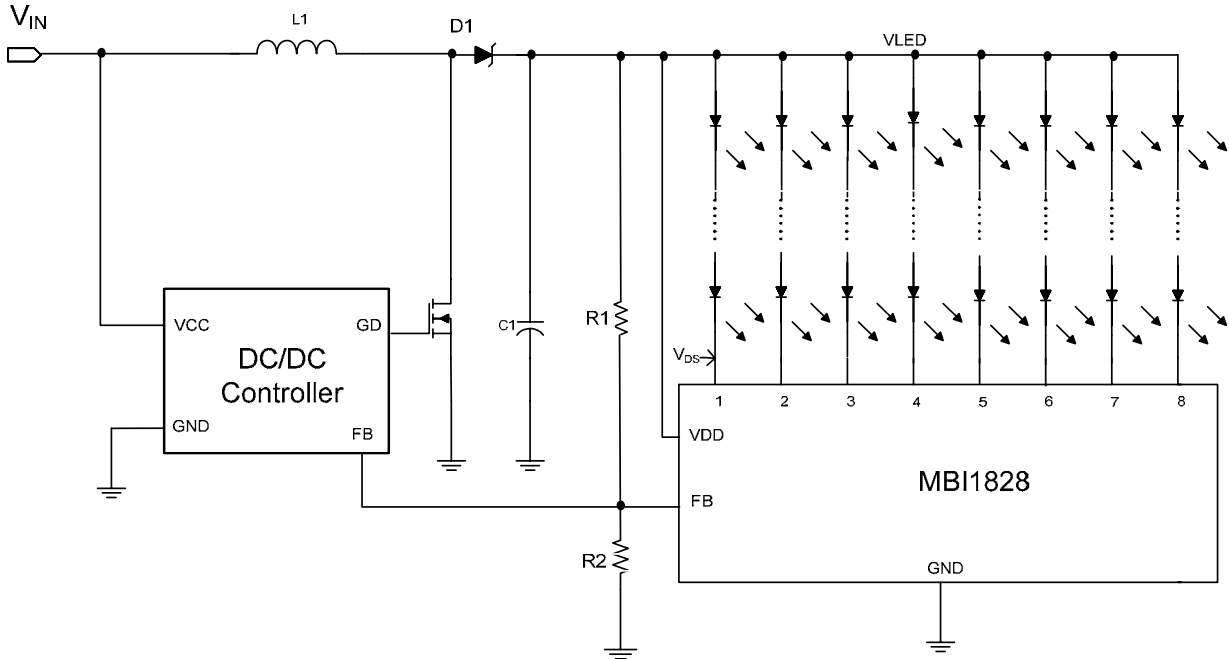 VIN
L1
D1
VLED
VCC
GD
DC/DC
Controller
GND
FB
C1
R1
R2
VDS
1 2 3 4 5 6 7 8
VDD
FB
MBI1828
GND